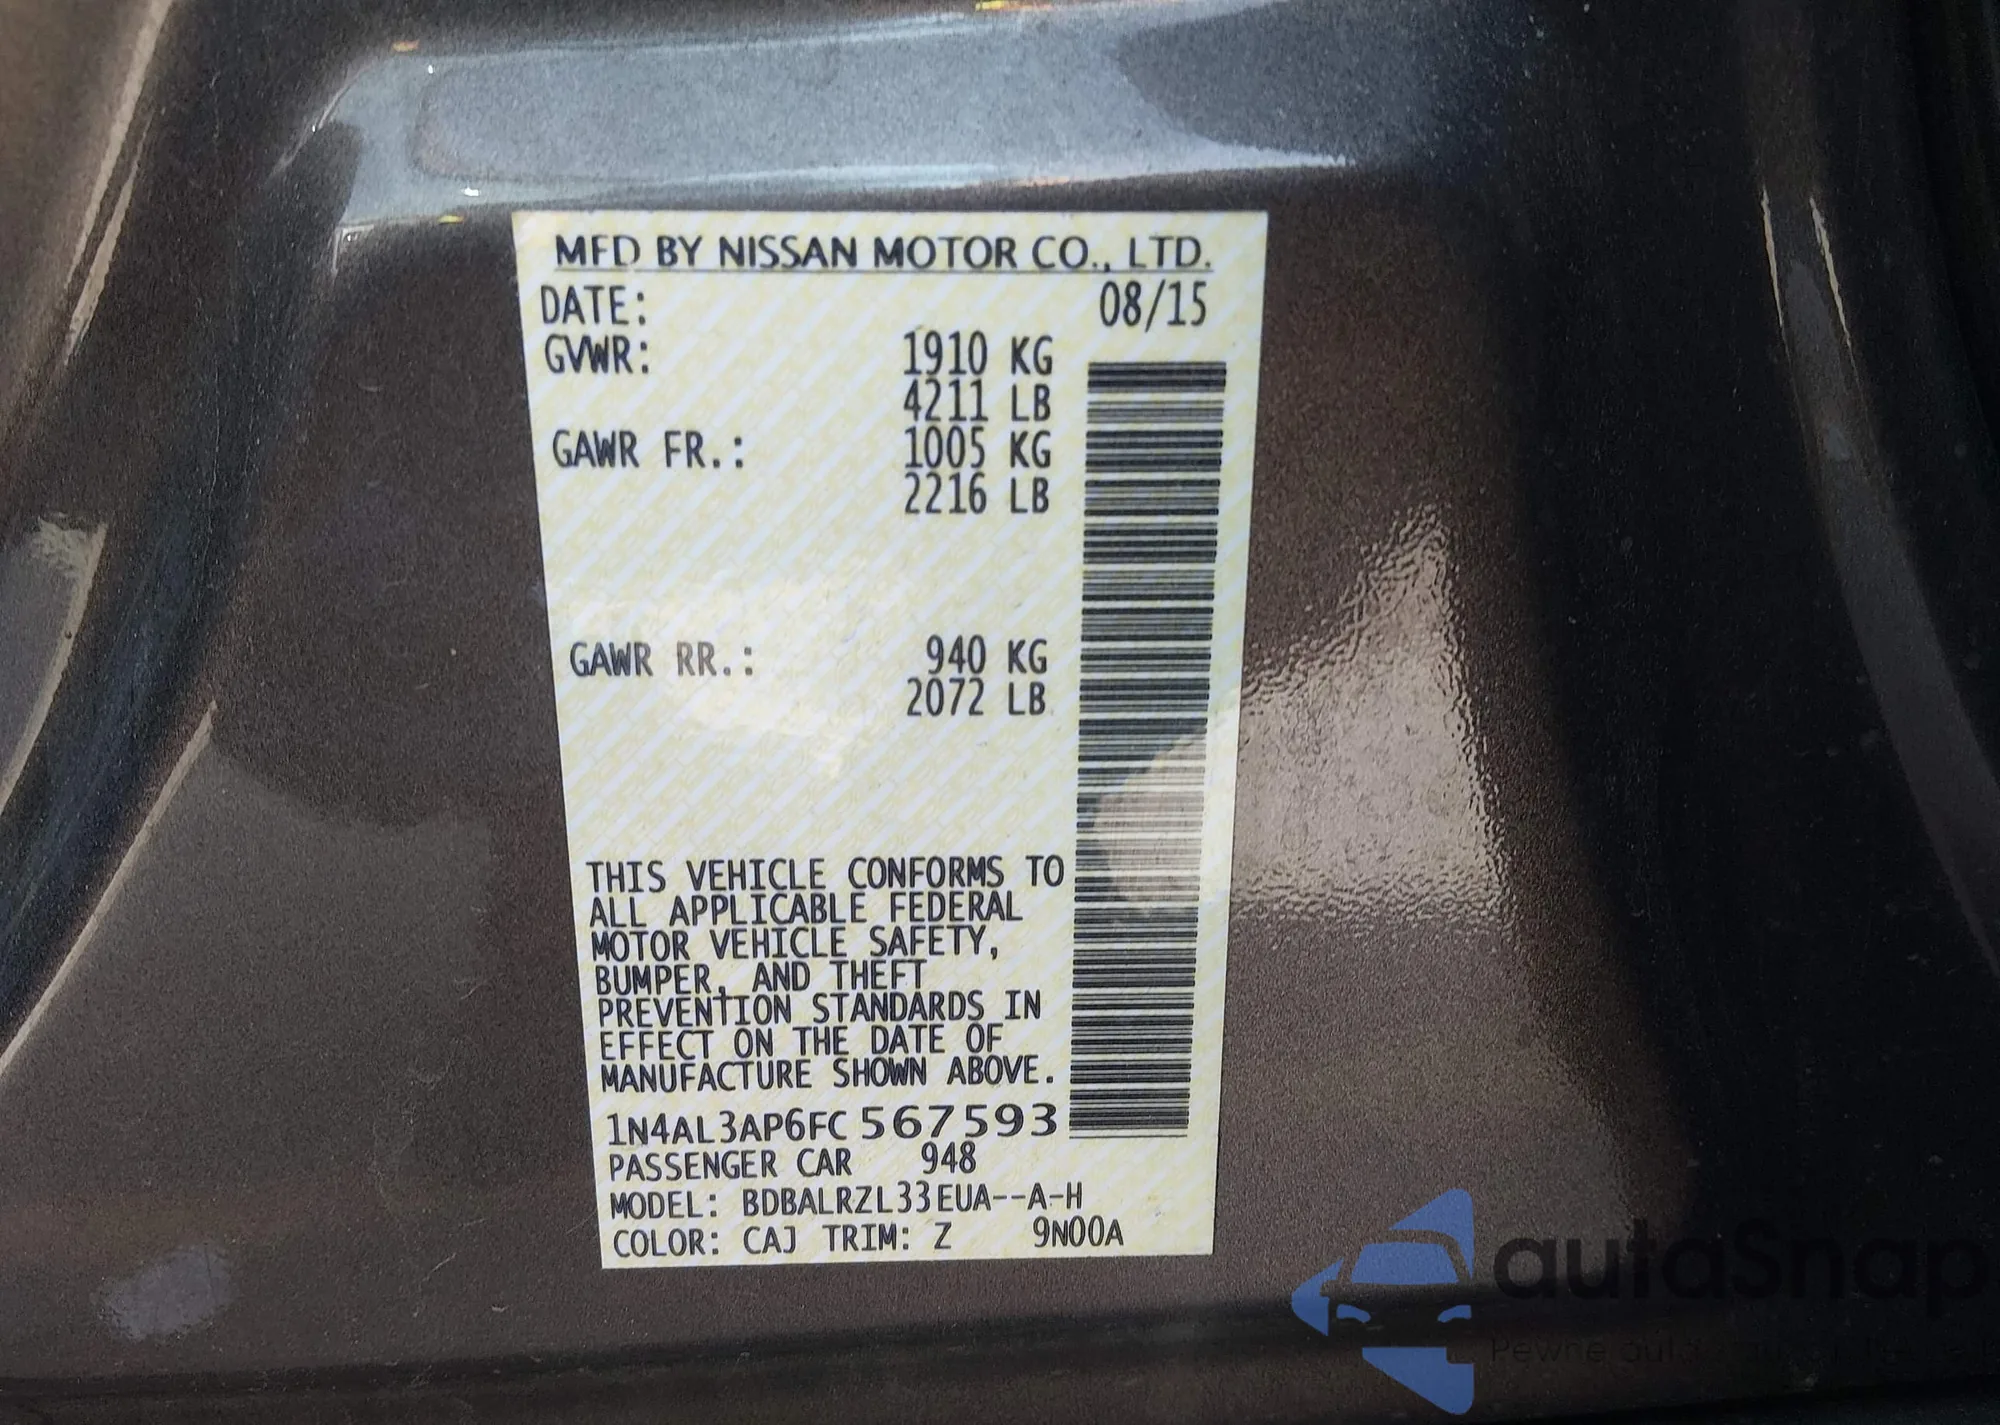 MFD BY NISSAN MOTOR CO., LTD.
DATE: 08/15
GVWR: 1910 KG
4211 LB
GAWR FR.: 1005 KG
2216 LB
GAWR RR.: 940 KG
2072 LB
THIS VEHICLE CONFORMS TO
ALL APPLICABLE FEDERAL
MOTOR VEHICLE SAFETY,
BUMPER, AND THEFT
PREVENTION STANDARDS IN
EFFECT ON THE DATE OF
MANUFACTURE SHOWN ABOVE.
1N4AL3AP6FC567593
PASSENGER CAR 948
MODEL: BDBALRZL33EUA--A-H
COLOR: CAJ TRIM: Z 9N00A
autasnap
Pewne auta